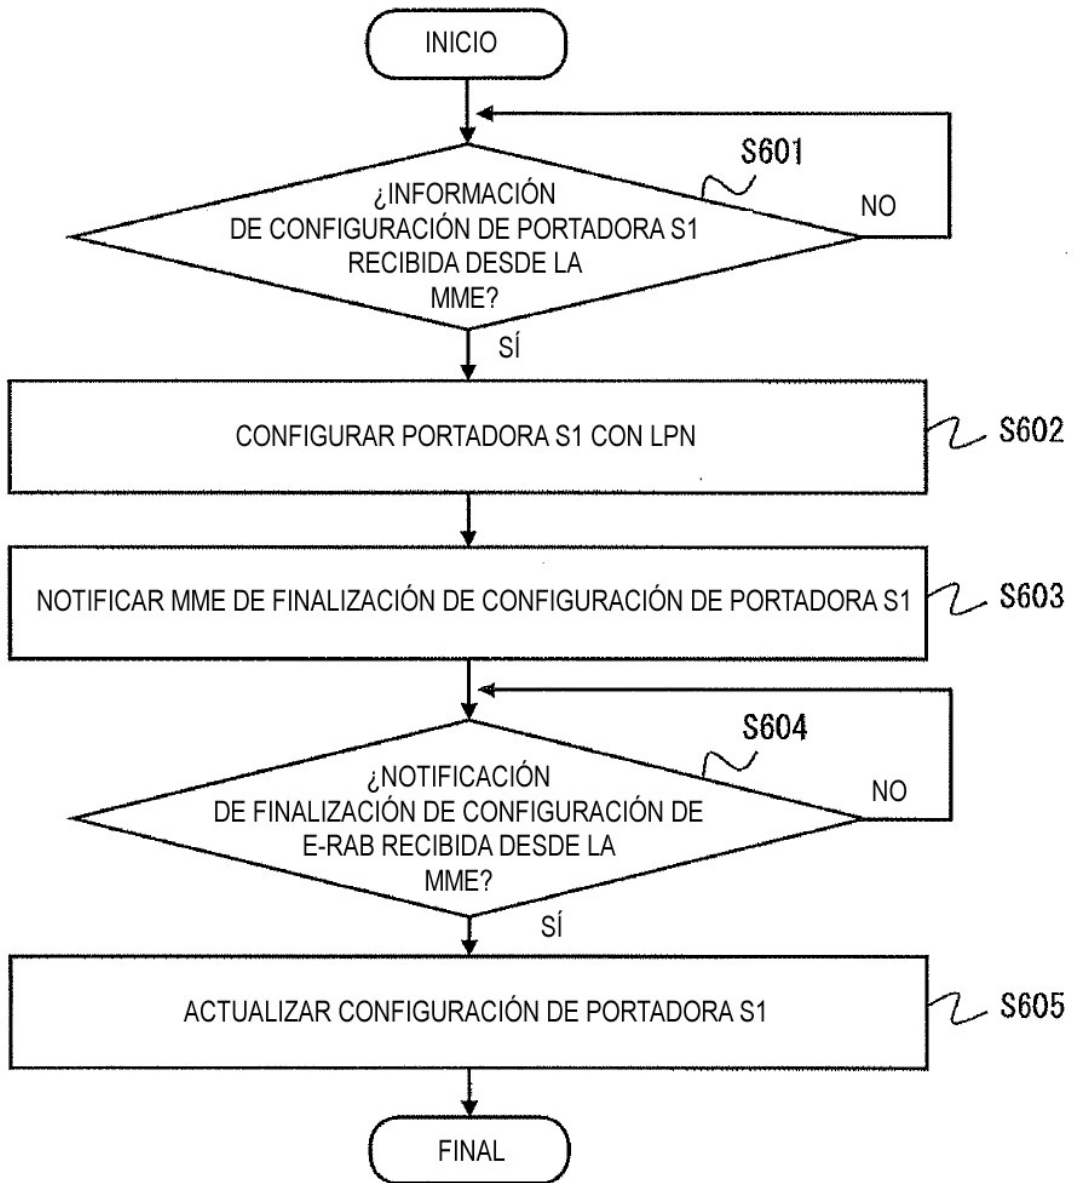 INICIO
S601
¿INFORMACIÓN
DE CONFIGURACIÓN DE PORTADORA S1
RECIBIDA DESDE LA
MME?
NO
SÍ
CONFIGURAR PORTADORA S1 CON LPN
S602
NOTIFICAR MME DE FINALIZACIÓN DE CONFIGURACIÓN DE PORTADORA S1
S603
S604
¿NOTIFICACIÓN
DE FINALIZACIÓN DE CONFIGURACIÓN DE
E-RAB RECIBIDA DESDE LA
MME?
NO
SÍ
ACTUALIZAR CONFIGURACIÓN DE PORTADORA S1
S605
FINAL